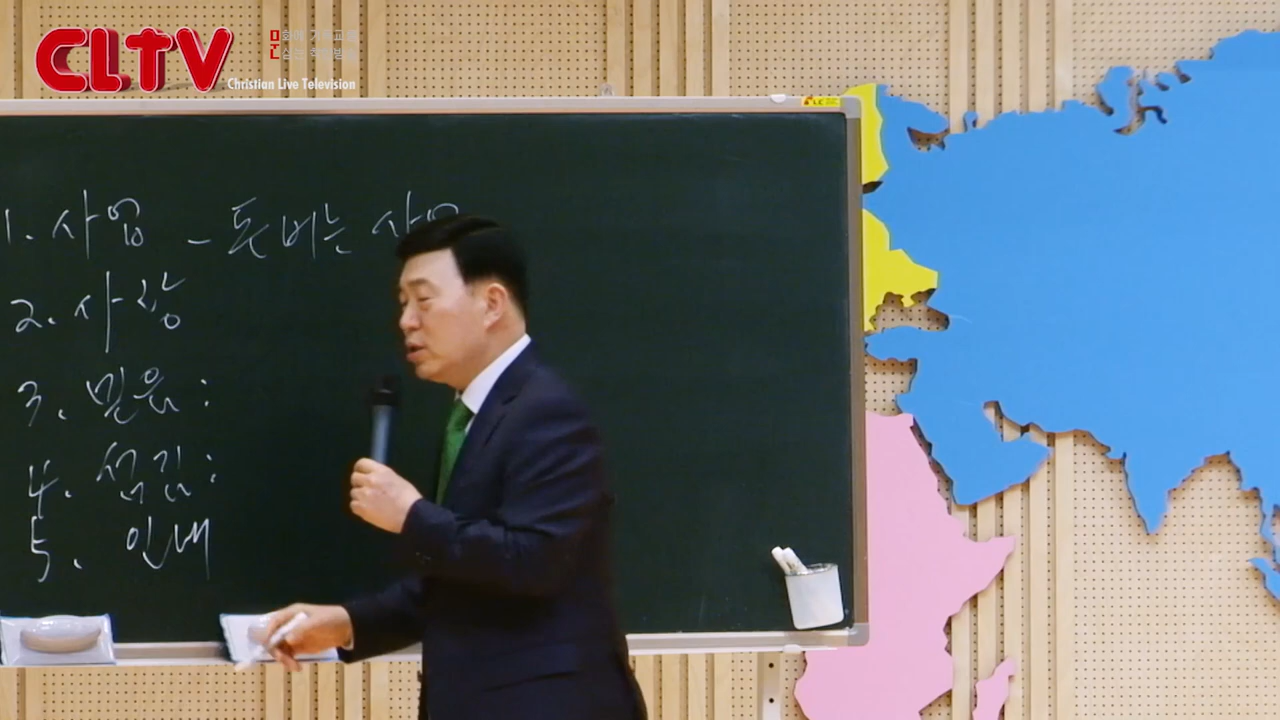 CLTV
Christian Live Television
1. 사업 - 돈버는 사업
2. 사랑
3. 믿음 :
4. 섬김 :
5. 인내